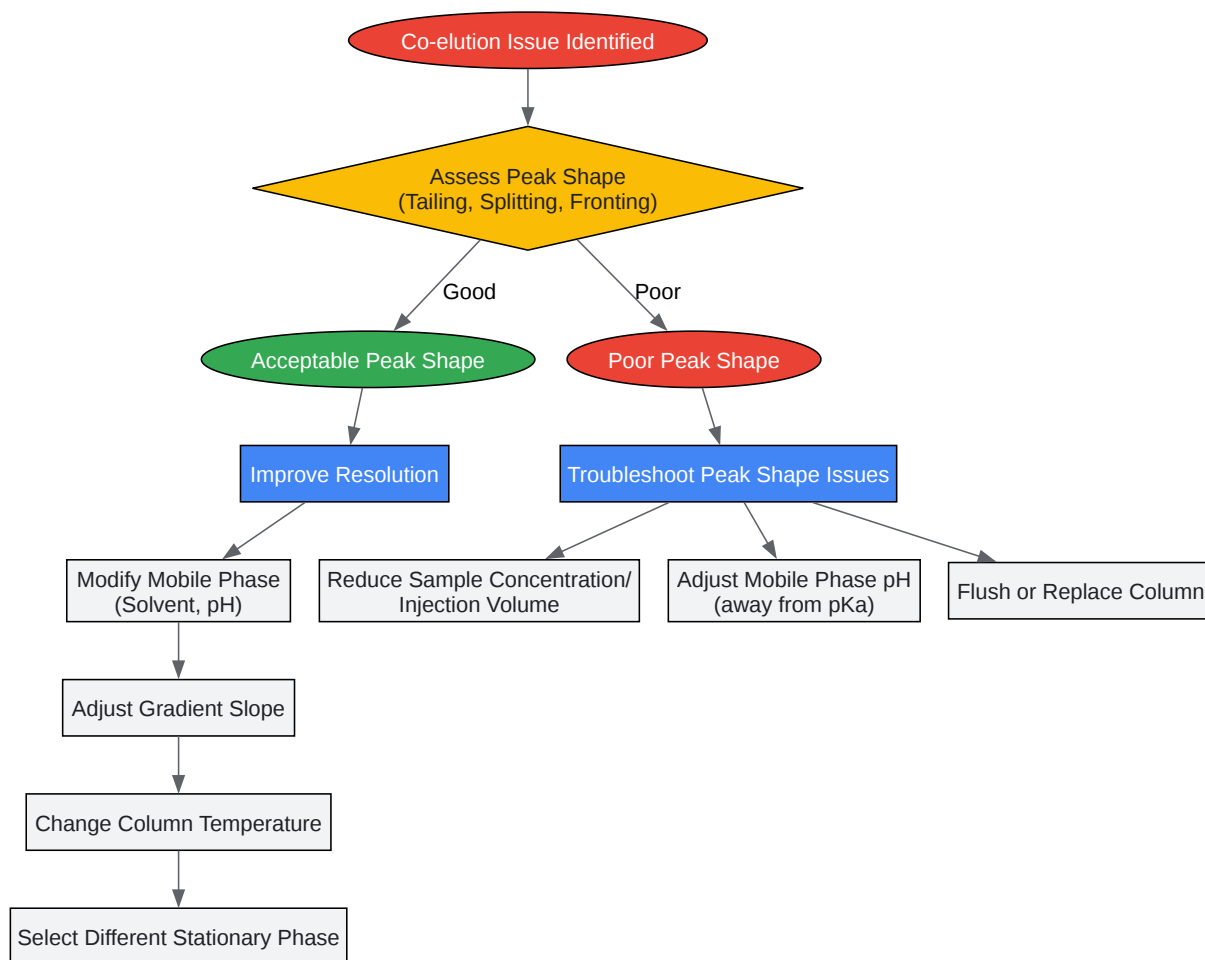 Co-elution Issue Identified
Assess Peak Shape
(Tailing, Splitting, Fronting)
Good
Poor
Acceptable Peak Shape
Poor Peak Shape
Improve Resolution
Troubleshoot Peak Shape Issues
Modify Mobile Phase
(Solvent, pH)
Reduce Sample Concentration/
Injection Volume
Adjust Mobile Phase pH
(away from pKa)
Flush or Replace Column
Adjust Gradient Slope
Change Column Temperature
Select Different Stationary Phase